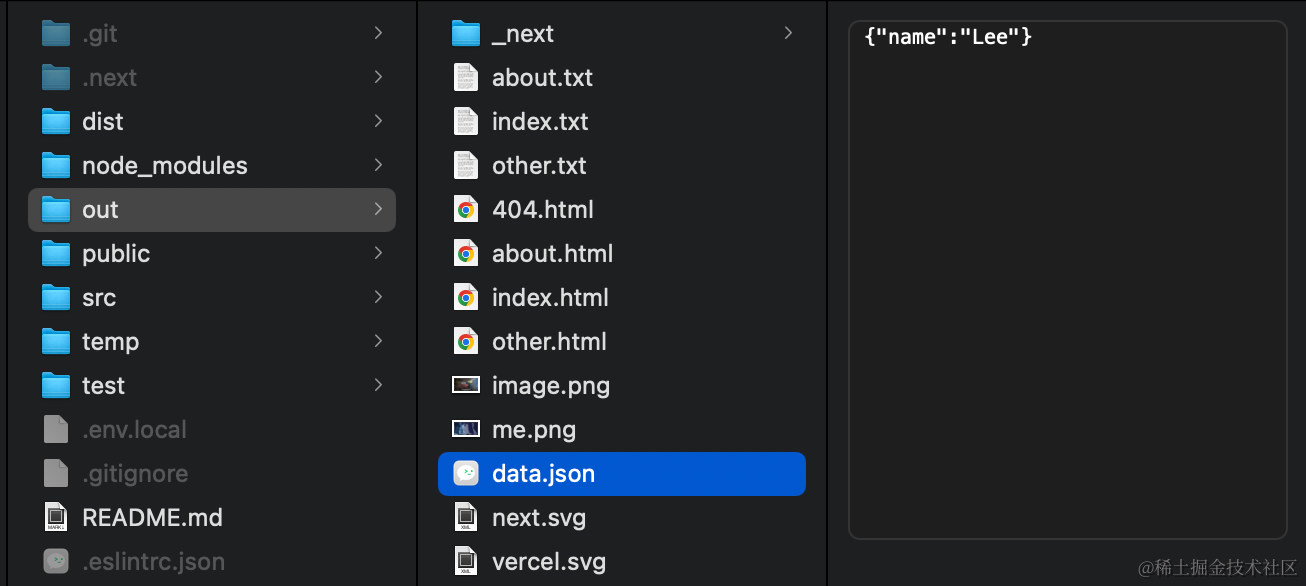 .git
.next
dist
node_modules
out
public
src
temp
test
.env.local
.gitignore
README.md
.eslintrc.json
_next
about.txt
index.txt
other.txt
404.html
about.html
index.html
other.html
image.png
me.png
data.json
next.svg
vercel.svg
{"name":"Lee"}
@稀土掘金技术社区